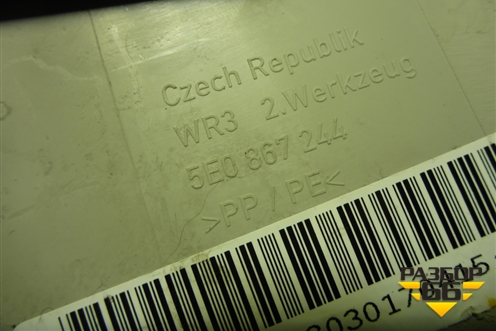 Czech Republik
WR3 2.Werkzeug
5E0 867 244
>PP / PE<
РАЗБОР
66